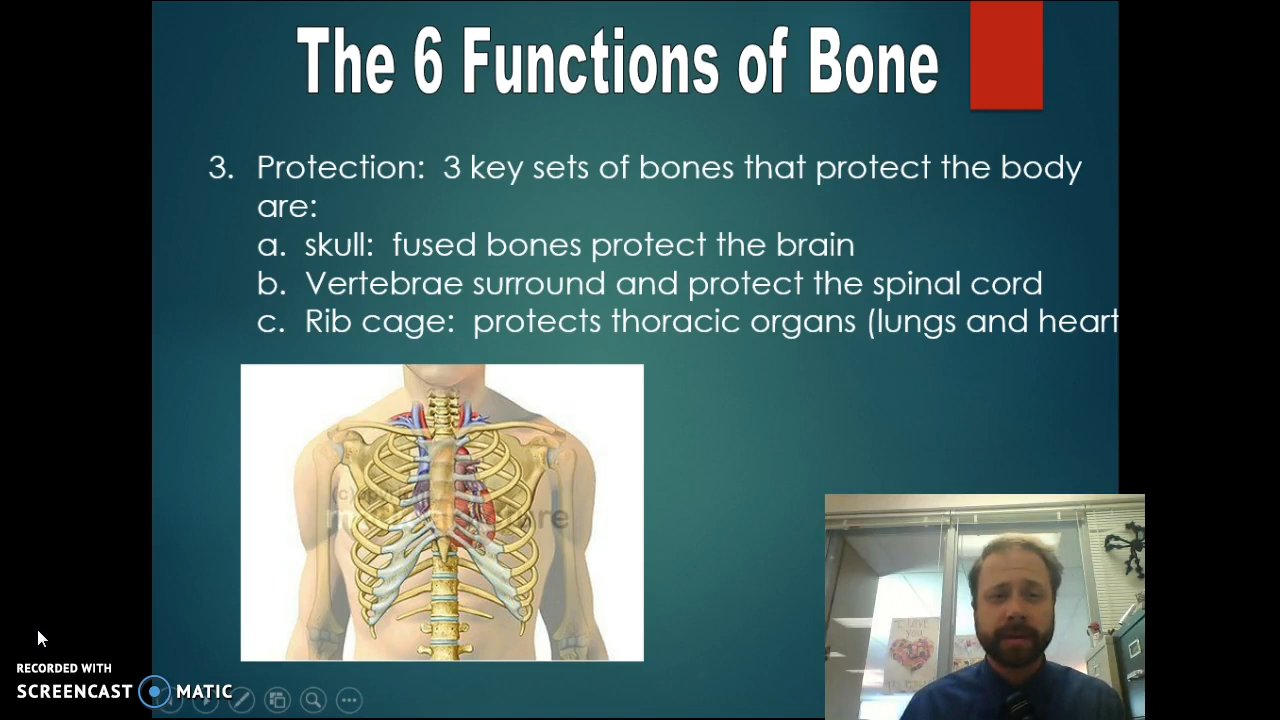 The 6 Functions of Bone
3. Protection: 3 key sets of bones that protect the body
are:
a. skull: fused bones protect the brain
b. Vertebrae surround and protect the spinal cord
c. Rib cage: protects thoracic organs (lungs and heart
I LOVE
YOU
RECORDED WITH
SCREENCAST MATIC